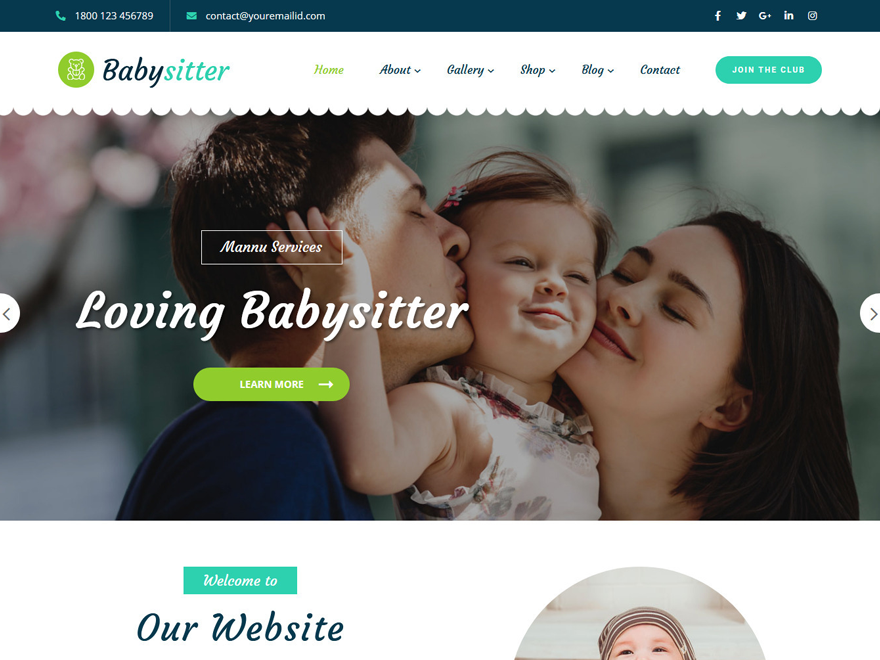 1800 123 456789
contact@youremailid.com
Babysitter
Home
About
Gallery
Shop
Blog
Contact
JOIN THE CLUB
Mannu Services
Loving Babysitter
LEARN MORE
Welcome to
Our Website